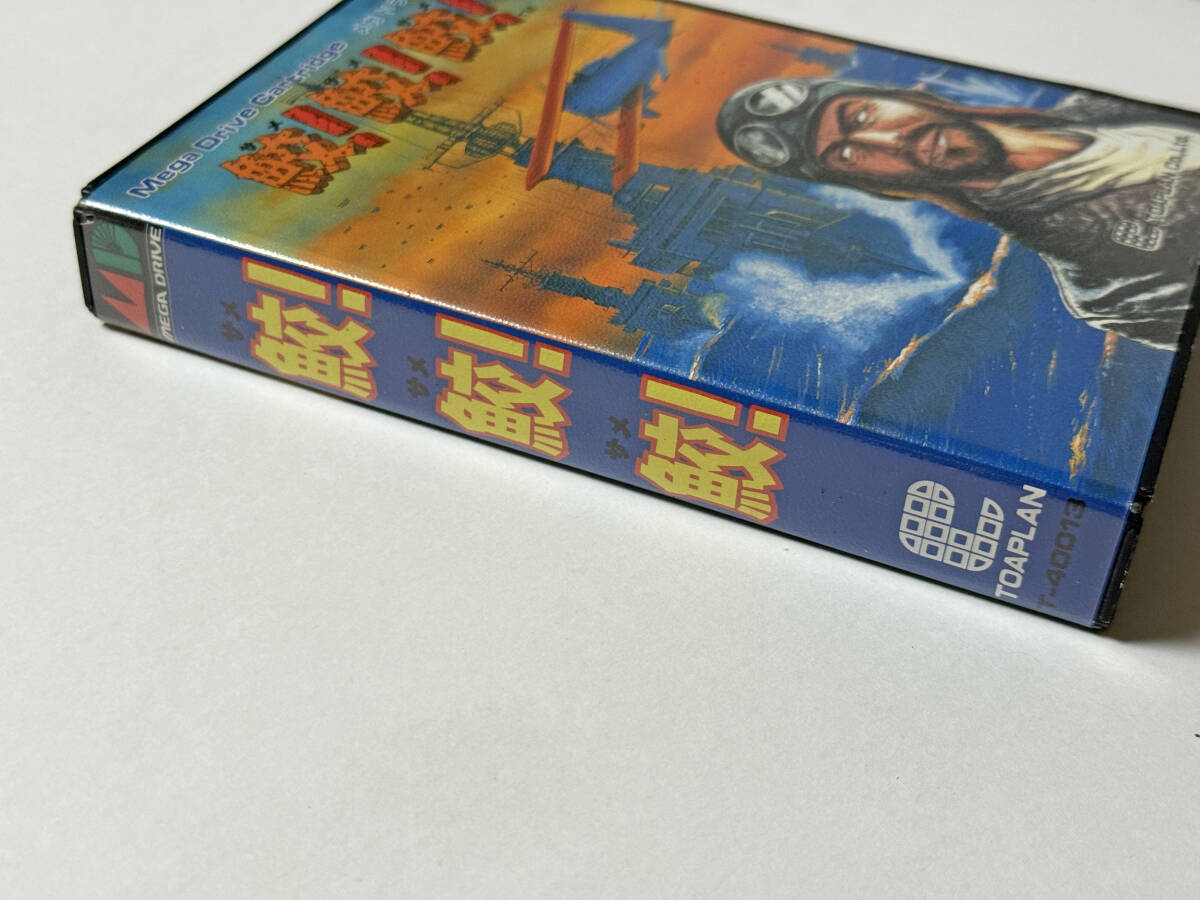 Mega Drive Cartridge
鮫!鮫!鮫!
MD
MEGA DRIVE
サメ サメ サメ
鮫!鮫!鮫!
TOAPLAN
T-40013